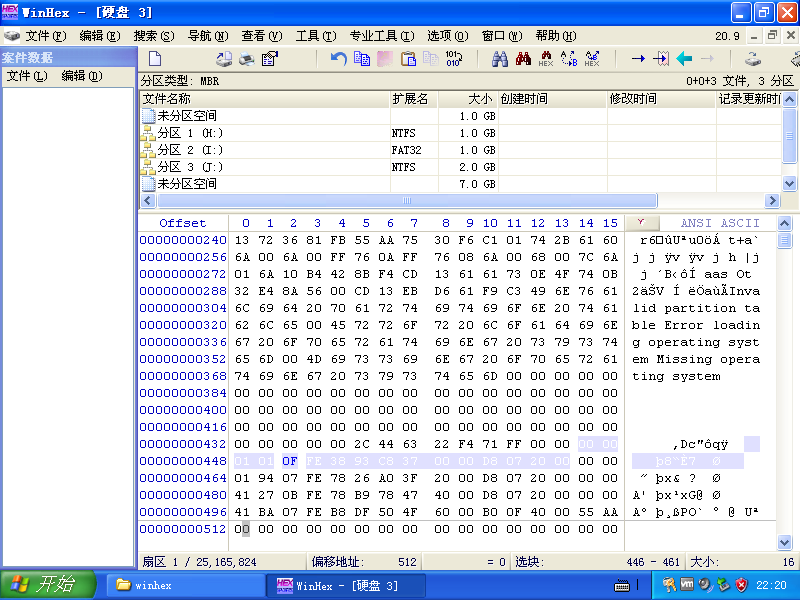 WinHex - [硬盘 3]
文件(F) 编辑(E) 搜索(S) 导航(N) 查看(V) 工具(T) 专业工具(I) 选项(O) 窗口(W) 帮助(H) 20.9
案件数据
文件(L) 编辑(D)
分区类型: MBR 0+0+3 文件, 3 分区
文件名称 扩展名 大小 创建时间 修改时间 记录更新时
未分区空间 1.0 GB
分区 1 (H:) NTFS 1.0 GB
分区 2 (I:) FAT32 1.0 GB
分区 3 (J:) NTFS 2.0 GB
未分区空间 7.0 GB
Offset 0 1 2 3 4 5 6 7 8 9 10 11 12 13 14 15 ANSI ASCII
00000000240 13 72 36 81 FB 55 AA 75 30 F6 C1 01 74 2B 61 60 r6 ûUªu0öÁ t+a`
00000000256 6A 00 6A 00 FF 76 0A FF 76 08 6A 00 68 00 7C 6A j j ÿv ÿv j h |j
00000000272 01 6A 10 B4 42 8B F4 CD 13 61 61 73 0E 4F 74 0B j ´B‹ôÍ aas Ot
00000000288 32 E4 8A 56 00 CD 13 EB D6 61 F9 C3 49 6E 76 61 2äŠV Í ëÖaùÃInva
00000000304 6C 69 64 20 70 61 72 74 69 74 69 6F 6E 20 74 61 lid partition ta
00000000320 62 6C 65 00 45 72 72 6F 72 20 6C 6F 61 64 69 6E ble Error loadin
00000000336 67 20 6F 70 65 72 61 74 69 6E 67 20 73 79 73 74 g operating syst
00000000352 65 6D 00 4D 69 73 73 69 6E 67 20 6F 70 65 72 61 em Missing opera
00000000368 74 69 6E 67 20 73 79 73 74 65 6D 00 00 00 00 00 ting system
00000000384 00 00 00 00 00 00 00 00 00 00 00 00 00 00 00 00
00000000400 00 00 00 00 00 00 00 00 00 00 00 00 00 00 00 00
00000000416 00 00 00 00 00 00 00 00 00 00 00 00 00 00 00 00
00000000432 00 00 00 00 00 2C 44 63 22 F4 71 FF 00 00 00 00 ,Dc"ôqÿ
00000000448 01 01 0F FE 38 93 C8 37 00 00 D8 07 20 00 00 00 þ8“È7 Ø
00000000464 01 94 07 FE 78 26 A0 3F 20 00 D8 07 20 00 00 00 ” þx& ? Ø
00000000480 41 27 0B FE 78 B9 78 47 40 00 D8 07 20 00 00 00 A' þx¹xG@ Ø
00000000496 41 BA 07 FE B8 DF 50 4F 60 00 B0 0F 40 00 55 AA Aº þ¸ßPO` ° @ Uª
00000000512 00 00 00 00 00 00 00 00 00 00 00 00 00 00 00 00
扇区 1 / 25,165,824 偏移地址: 512 = 0 选块: 446 - 461 大小: 16
开始 winhex WinHex - [硬盘 3] 22:20